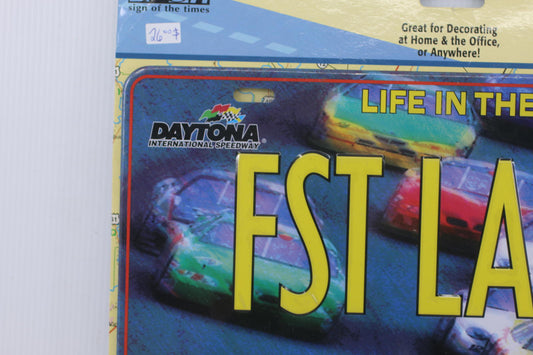 sign of the times
26
Great for Decorating
at Home & the Office,
or Anywhere!
LIFE IN THE
DAYTONA
INTERNATIONAL SPEEDWAY
FST LA